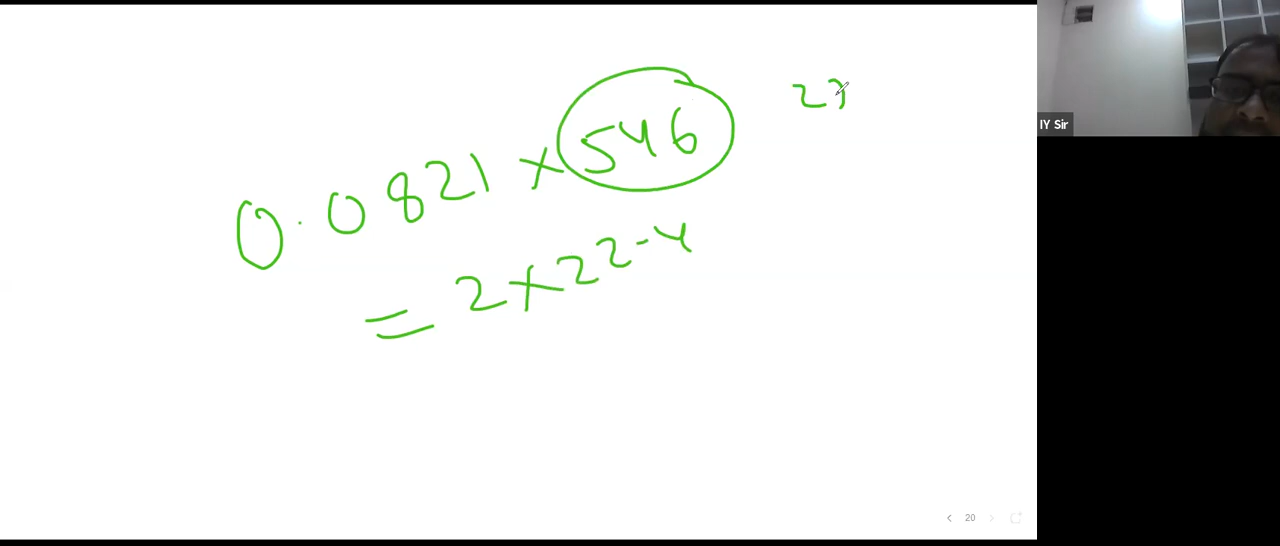 0.0821 × 546
= 2 × 22.4
IY Sir
20